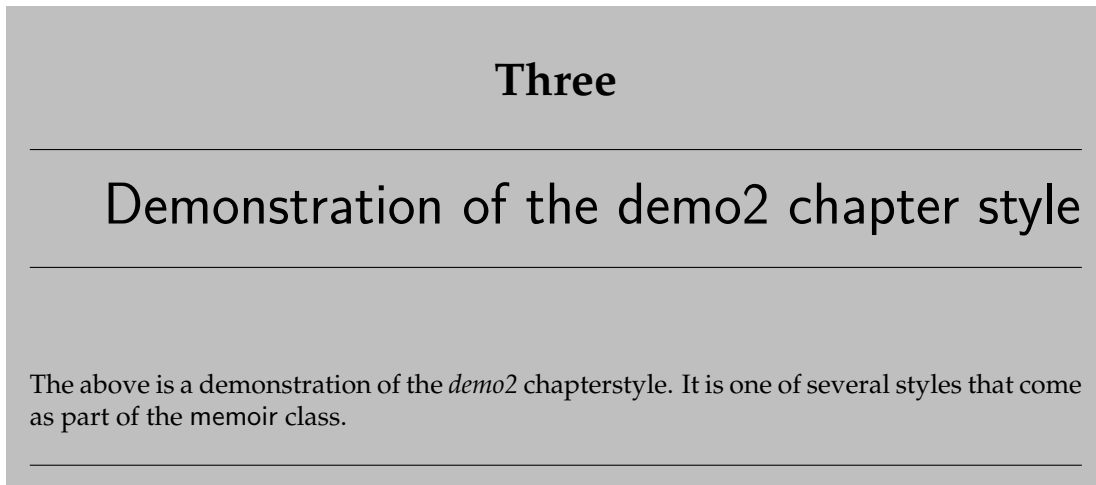 Three
Demonstration of the demo2 chapter style
The above is a demonstration of the demo2 chapterstyle. It is one of several styles that come
as part of the memoir class.